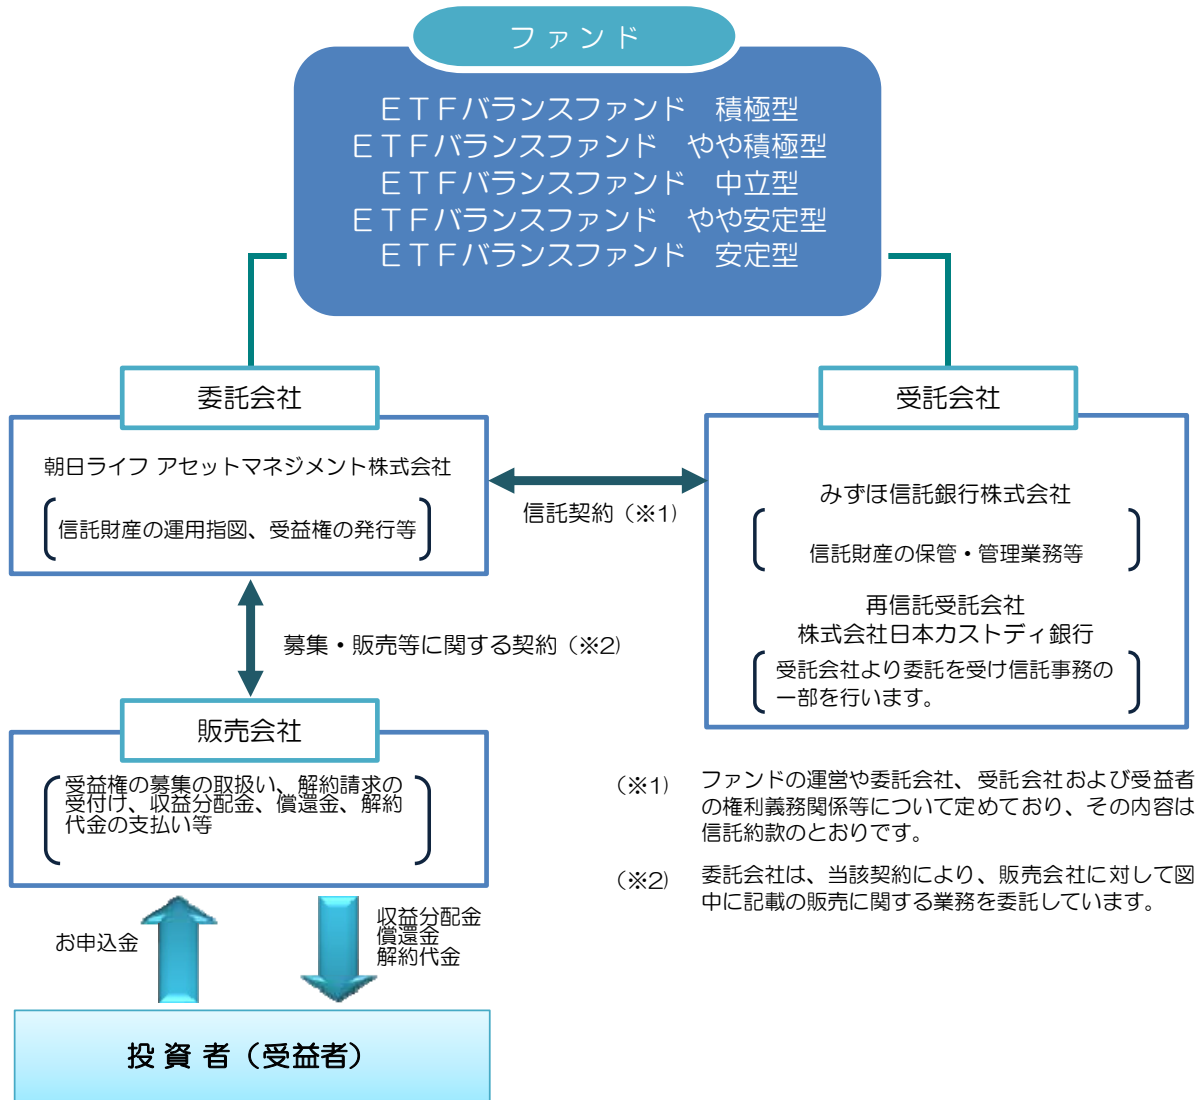 ファンド
ＥＴＦバランスファンド　積極型
ＥＴＦバランスファンド　やや積極型
ＥＴＦバランスファンド　中立型
ＥＴＦバランスファンド　やや安定型
ＥＴＦバランスファンド　安定型
委託会社
朝日ライフ アセットマネジメント株式会社
信託財産の運用指図、受益権の発行等
信託契約（※1）
受託会社
みずほ信託銀行株式会社
信託財産の保管・管理業務等
再信託受託会社
株式会社日本カストディ銀行
受託会社より委託を受け信託事務の
一部を行います。
募集・販売等に関する契約（※2）
販売会社
受益権の募集の取扱い、解約請求の
受付け、収益分配金、償還金、解約
代金の支払い等
（※1）　ファンドの運営や委託会社、受託会社および受益者
の権利義務関係等について定めており、その内容は
信託約款のとおりです。
（※2）　委託会社は、当該契約により、販売会社に対して図
中に記載の販売に関する業務を委託しています。
お申込金
収益分配金
償還金
解約代金
投 資 者（受益者）